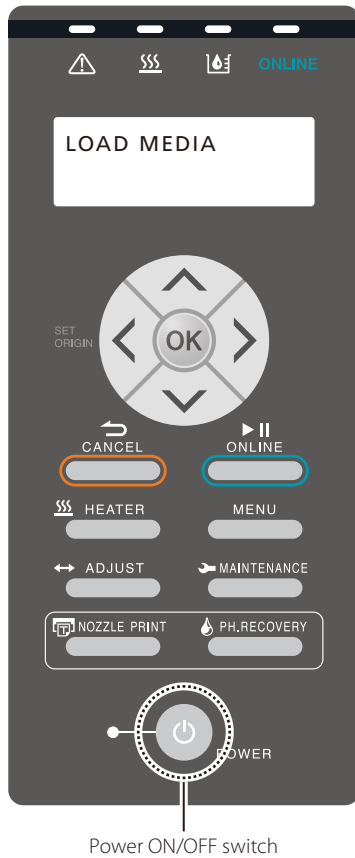 ONLINE
LOAD MEDIA
SET
ORIGIN
OK
CANCEL
ONLINE
HEATER
MENU
ADJUST
MAINTENANCE
NOZZLE PRINT
PH.RECOVERY
POWER
Power ON/OFF switch